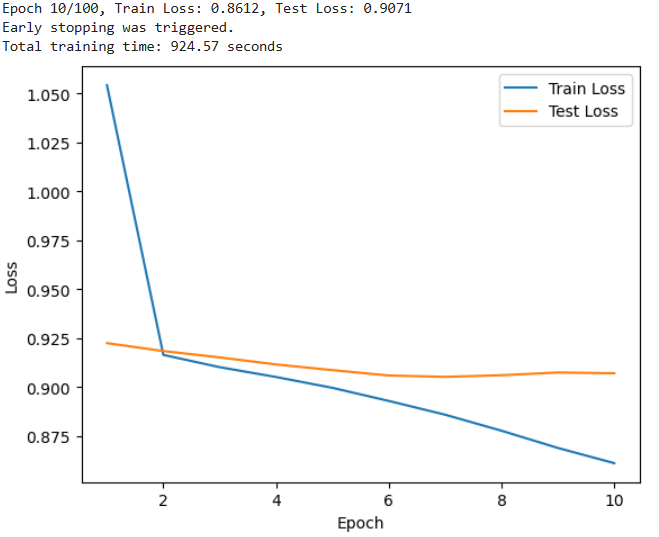 Epoch 10/100, Train Loss: 0.8612, Test Loss: 0.9071
Early stopping was triggered.
Total training time: 924.57 seconds
Train Loss
Test Loss
1.050
1.025
1.000
0.975
0.950
0.925
0.900
0.875
Loss
2 4 6 8 10
Epoch